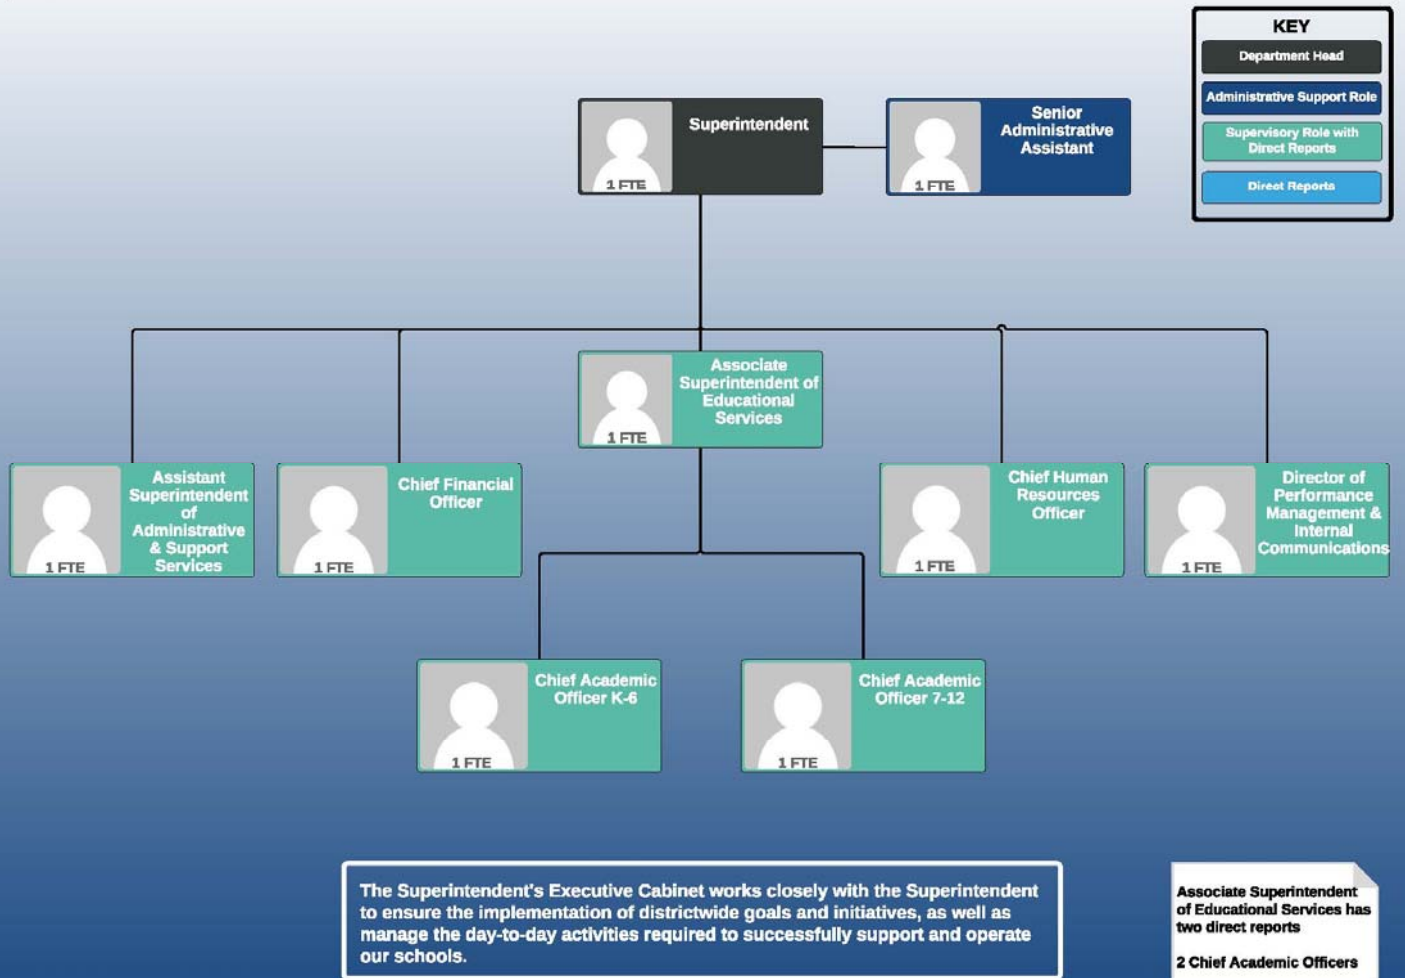 KEY
Department Head
Administrative Support Role
Supervisory Role with
Direct Reports
Direct Reports
Superintendent
1 FTE
Senior
Administrative
Assistant
1 FTE
Associate
Superintendent of
Educational
Services
1 FTE
Assistant
Superintendent
of
Administrative
& Support
Services
1 FTE
Chief Financial
Officer
1 FTE
Chief Human
Resources
Officer
1 FTE
Director of
Performance
Management &
Internal
Communications
1 FTE
Chief Academic
Officer K-6
1 FTE
Chief Academic
Officer 7-12
1 FTE
The Superintendent's Executive Cabinet works closely with the Superintendent
to ensure the implementation of districtwide goals and initiatives, as well as
manage the day-to-day activities required to successfully support and operate
our schools.
Associate Superintendent
of Educational Services has
two direct reports
2 Chief Academic Officers